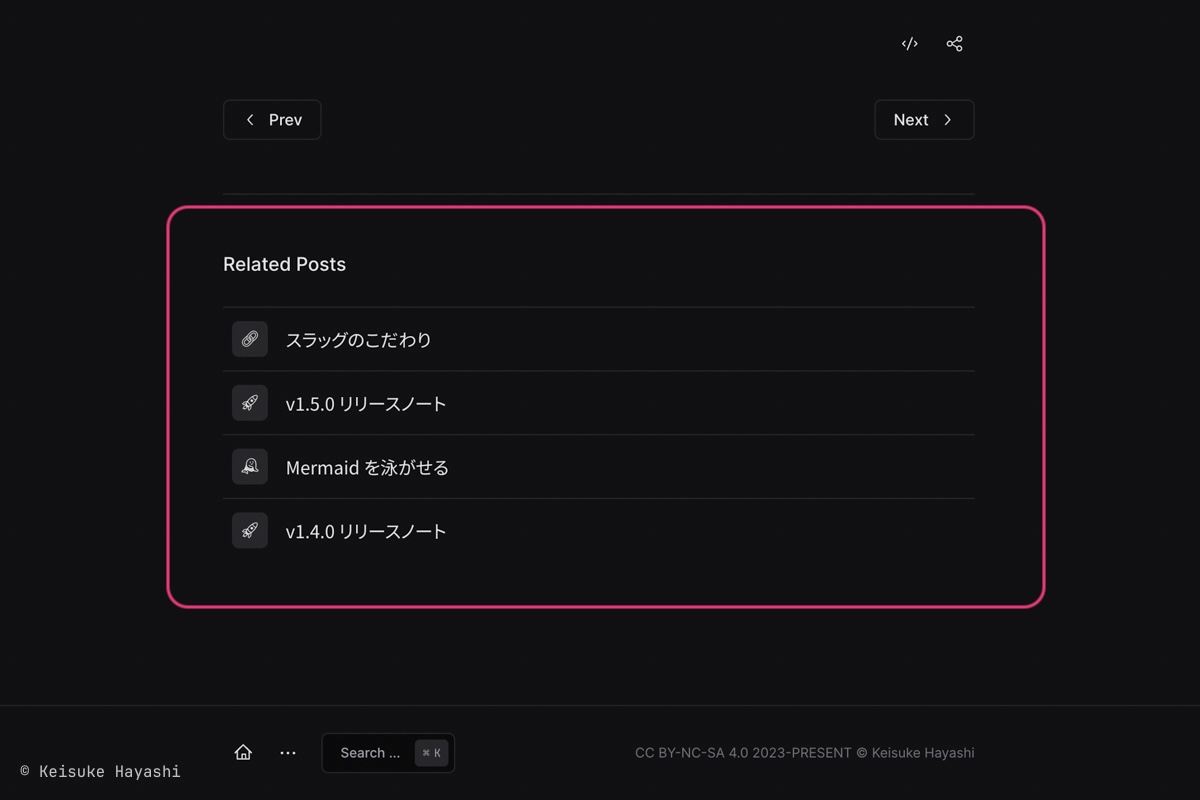 Prev
Next
Related Posts
スラッグのこだわり
v1.5.0 リリースノート
Mermaid を泳がせる
v1.4.0 リリースノート
Search ... ⌘ K
CC BY-NC-SA 4.0 2023-PRESENT © Keisuke Hayashi
© Keisuke Hayashi